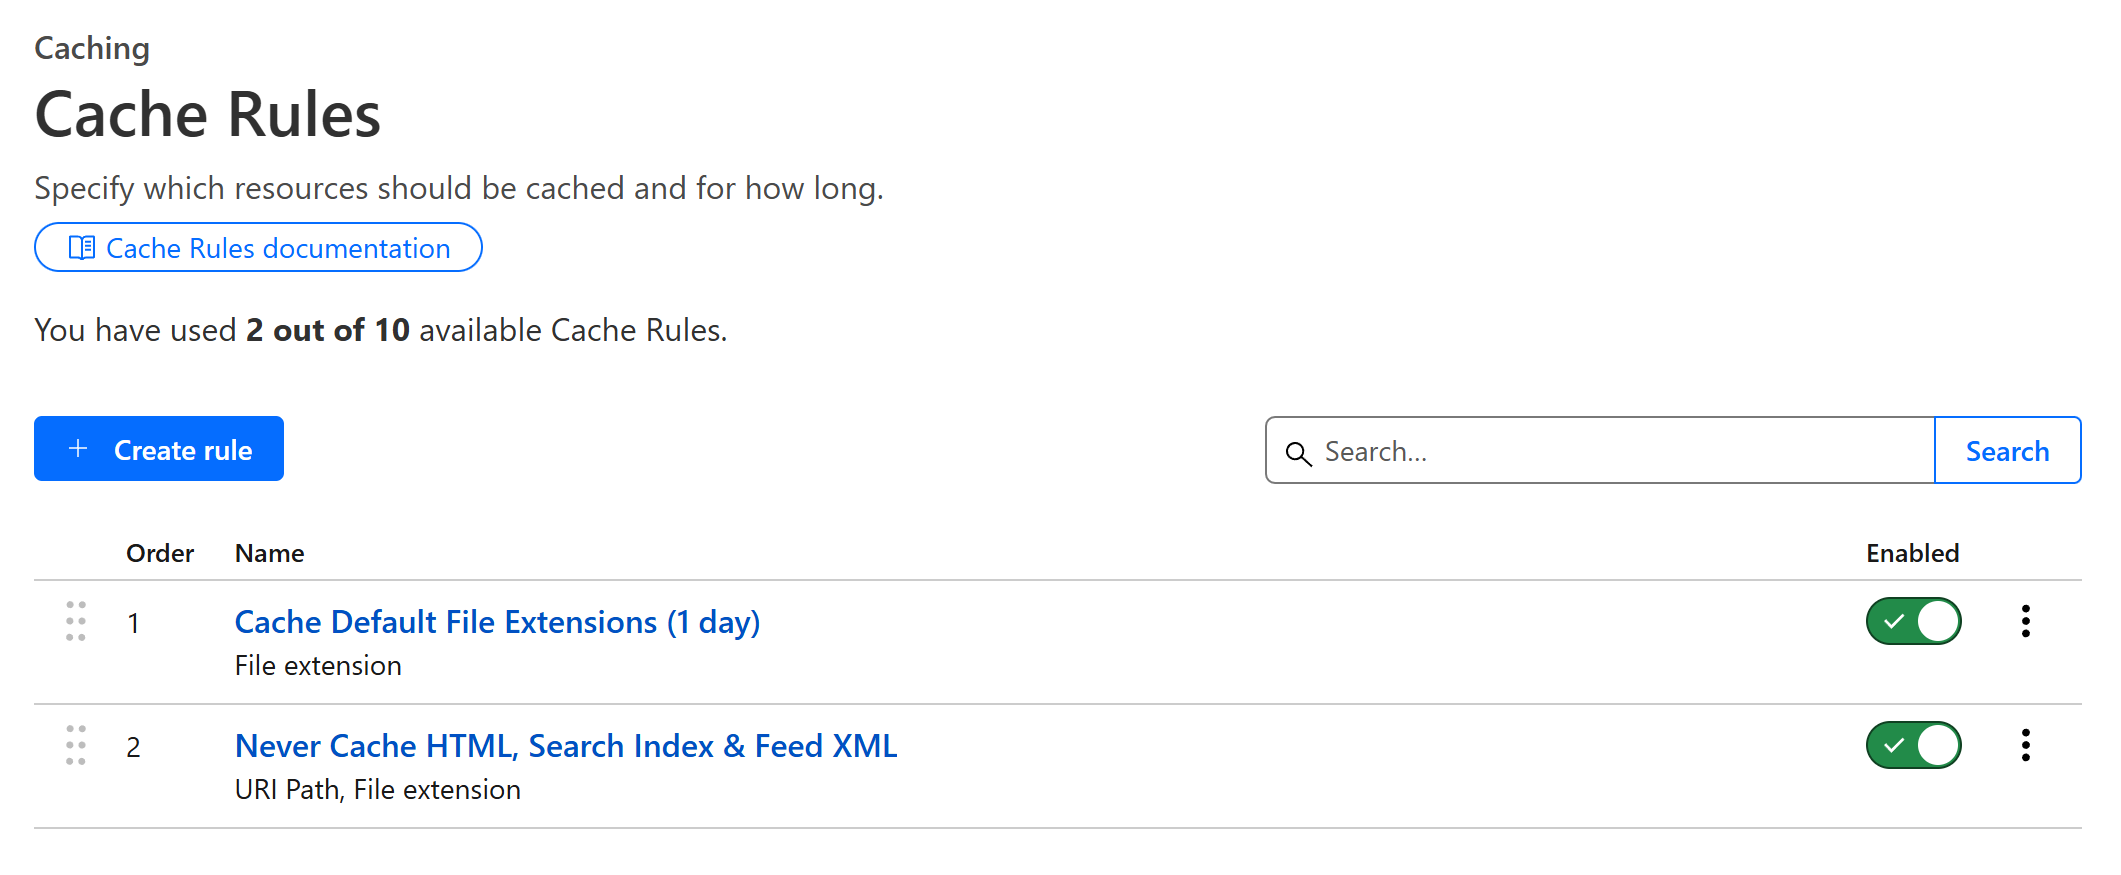 Caching
Cache Rules
Specify which resources should be cached and for how long.
Cache Rules documentation
You have used 2 out of 10 available Cache Rules.
Create rule
Search...
Search
Order Name Enabled
1 Cache Default File Extensions (1 day)
File extension
2 Never Cache HTML, Search Index & Feed XML
URI Path, File extension